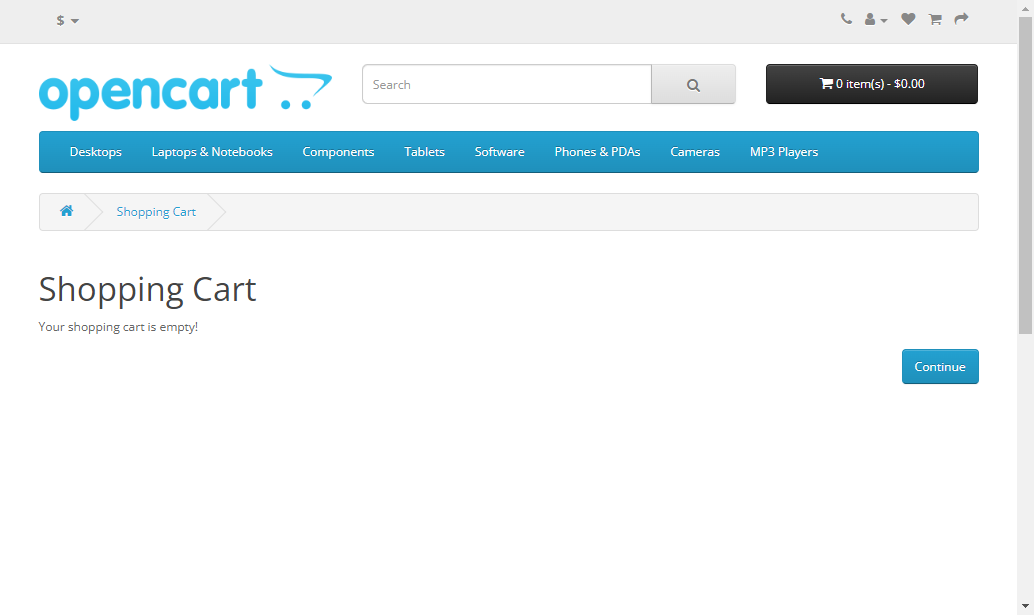 $
opencart
Search
0 item(s) - $0.00
Desktops Laptops & Notebooks Components Tablets Software Phones & PDAs Cameras MP3 Players
Shopping Cart
Shopping Cart
Your shopping cart is empty!
Continue